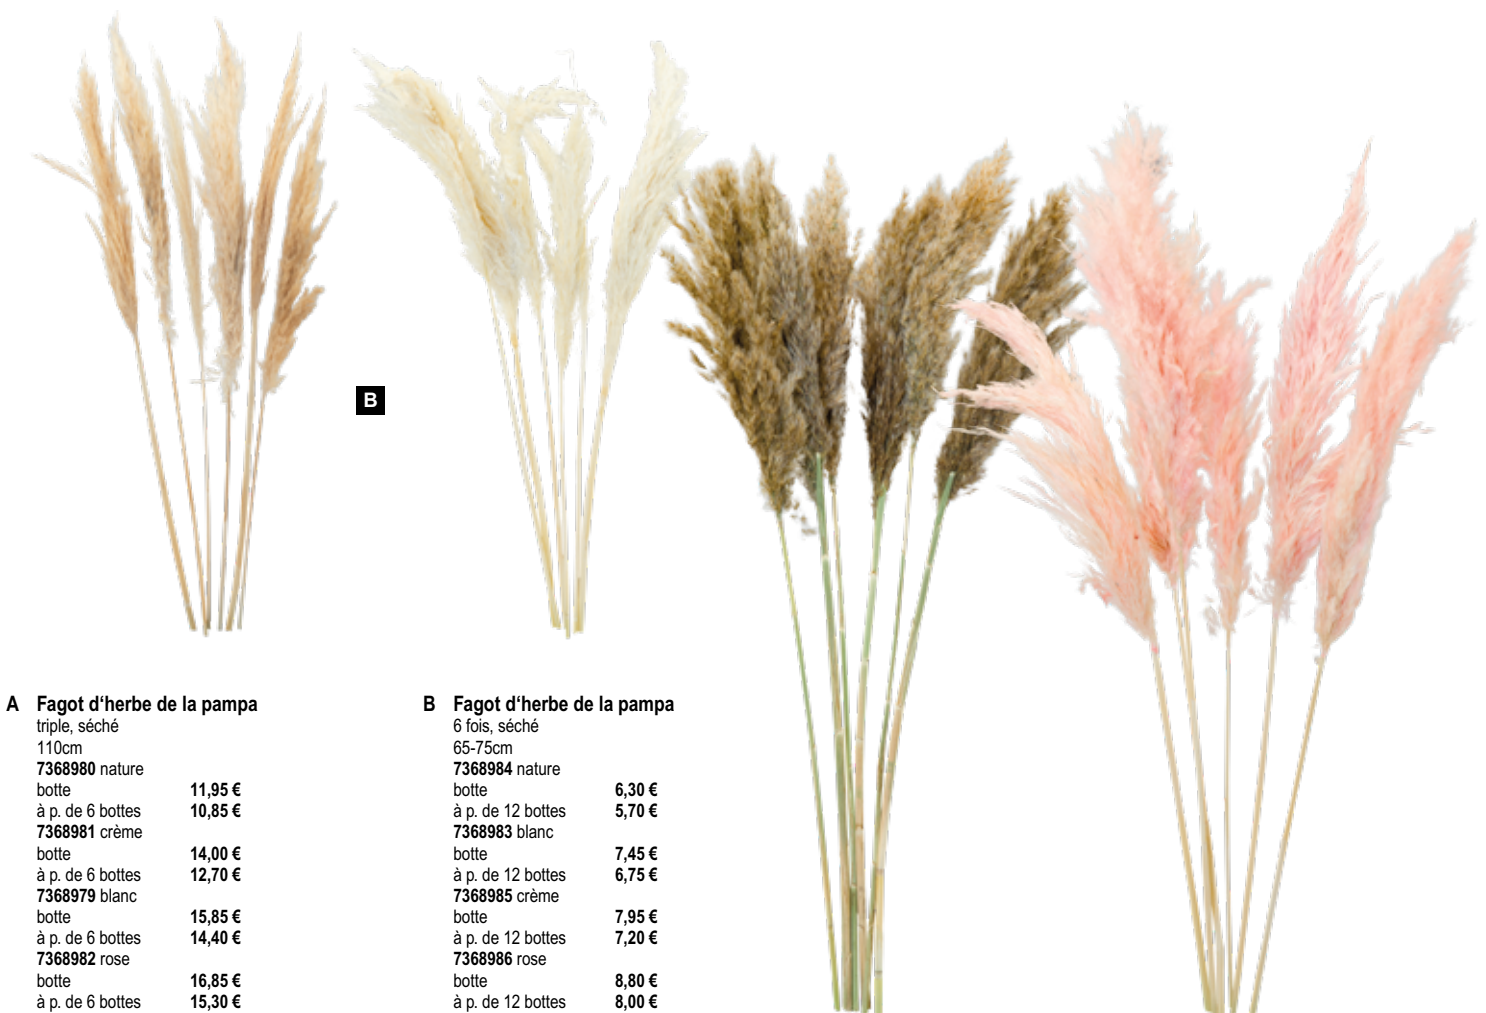 B
A Fagot d‘herbe de la pampa
triple, séché
110cm
7368980 nature
botte 11,95 €
à p. de 6 bottes 10,85 €
7368981 crème
botte 14,00 €
à p. de 6 bottes 12,70 €
7368979 blanc
botte 15,85 €
à p. de 6 bottes 14,40 €
7368982 rose
botte 16,85 €
à p. de 6 bottes 15,30 €
B Fagot d‘herbe de la pampa
6 fois, séché
65-75cm
7368984 nature
botte 6,30 €
à p. de 12 bottes 5,70 €
7368983 blanc
botte 7,45 €
à p. de 12 bottes 6,75 €
7368985 crème
botte 7,95 €
à p. de 12 bottes 7,20 €
7368986 rose
botte 8,80 €
à p. de 12 bottes 8,00 €